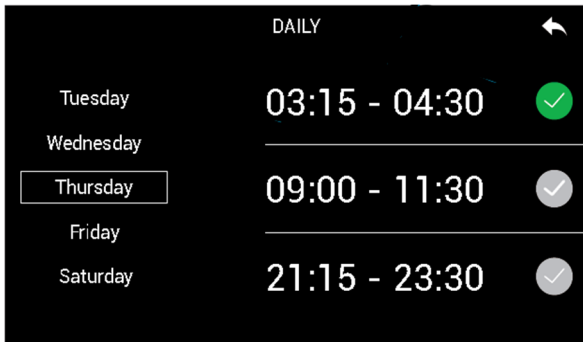 DAILY
Tuesday
Wednesday
Thursday
Friday
Saturday
03:15 - 04:30
09:00 - 11:30
21:15 - 23:30